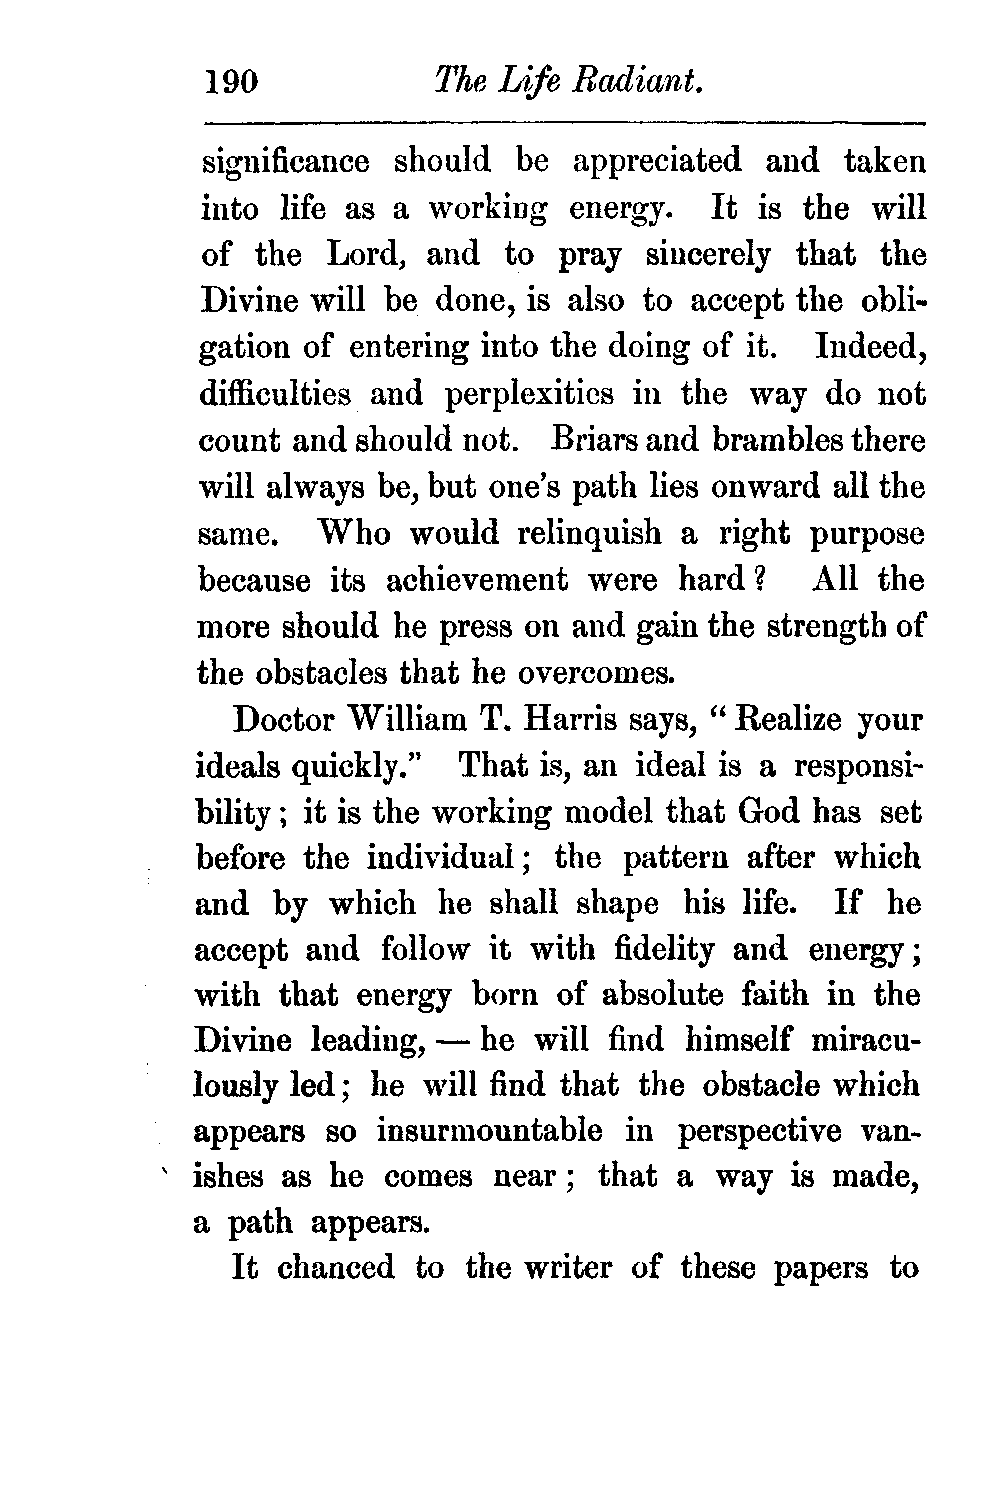 190 The Life Radiant.
significance should be appreciated and taken
into life as a working energy. It is the will
of the Lord, and to pray sincerely that the
Divine will be done, is also to accept the obli-
gation of entering into the doing of it. Indeed,
difficulties and perplexities in the way do not
count and should not. Briars and brambles there
will always be, but one's path lies onward all the
same. Who would relinquish a right purpose
because its achievement were hard? All the
more should he press on and gain the strength of
the obstacles that he overcomes.
Doctor William T. Harris says, “Realize your
ideals quickly.” That is, an ideal is a responsi-
bility; it is the working model that God has set
before the individual; the pattern after which
and by which he shall shape his life. If he
accept and follow it with fidelity and energy;
with that energy born of absolute faith in the
Divine leading, — he will find himself miracu-
lously led; he will find that the obstacle which
appears so insurmountable in perspective van-
ishes as he comes near; that a way is made,
a path appears.
It chanced to the writer of these papers to